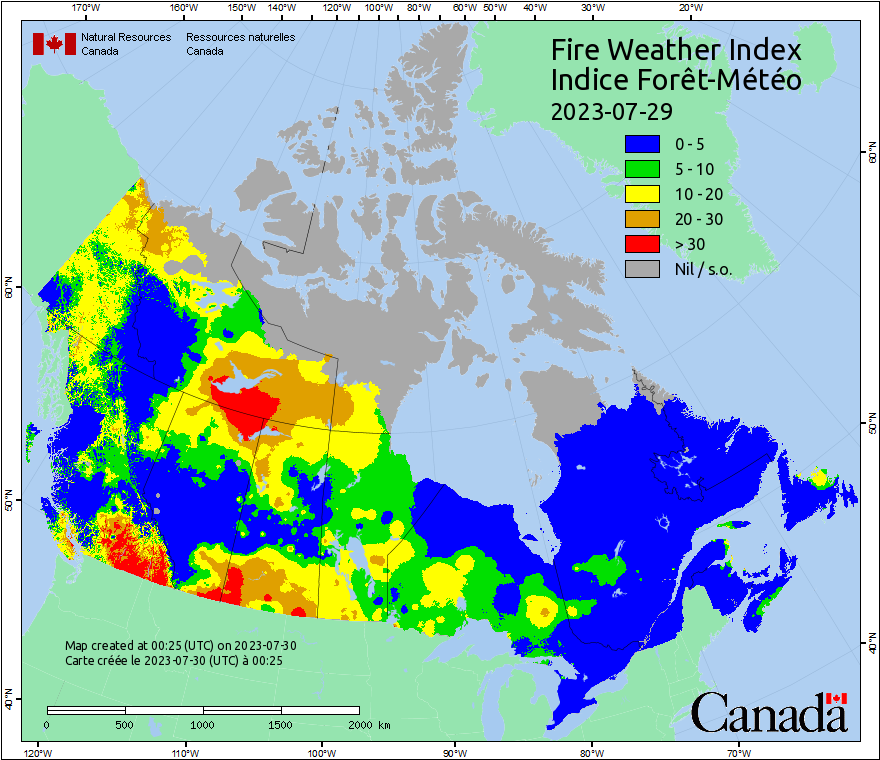 170°W 160°W 150°W 140°W 120°W 100°W 80°W 60°W 50°W 40°W 30°W 20°W
Natural Resources Ressources naturelles
Canada Canada
Fire Weather Index
Indice Forêt-Météo
2023-07-29
0 - 5
5 - 10
10 - 20
20 - 30
> 30
Nil / s.o.
60°N 60°N
50°N 50°N
40°N 40°N
Map created at 00:25 (UTC) on 2023-07-30
Carte créée le 2023-07-30 (UTC) à 00:25
0 500 1000 1500 2000 km
Canada
120°W 110°W 100°W 90°W 80°W 70°W